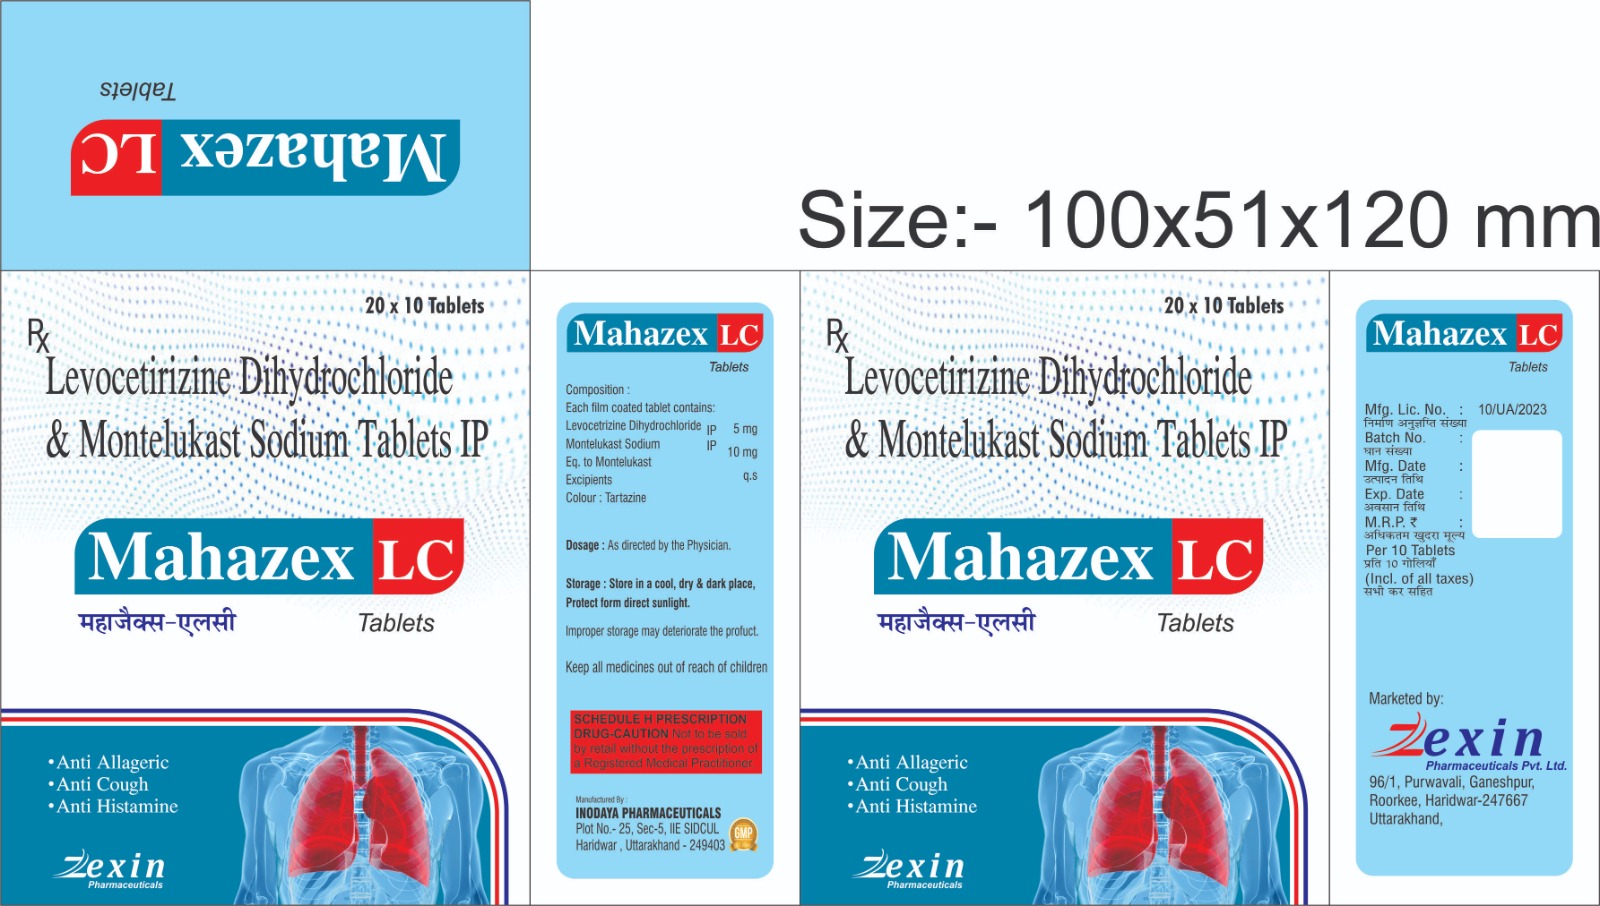 Tablets
Mahazex LC
Size:- 100x51x120 mm
20 x 10 Tablets
Rx
Levocetirizine Dihydrochloride
& Montelukast Sodium Tablets IP
Mahazex LC
महाजैक्स-एलसी Tablets
•Anti Allageric
•Anti Cough
•Anti Histamine
Zexin
Pharmaceuticals
Mahazex LC
Tablets
Composition :
Each film coated tablet contains:
Levocetrizine Dihydrochloride IP 5 mg
Montelukast Sodium IP
Eq. to Montelukast 10 mg
Excipients q.s
Colour : Tartazine
Dosage : As directed by the Physician.
Storage : Store in a cool, dry & dark place,
Protect form direct sunlight.
Improper storage may deteriorate the profuct.
Keep all medicines out of reach of children
SCHEDULE H PRESCRIPTION
DRUG-CAUTION Not to be sold
by retail without the prescription of
a Registered Medical Practitioner
Manufactured By :
INODAYA PHARMACEUTICALS
Plot No.- 25, Sec-5, IIE SIDCUL
Haridwar , Uttarakhand - 249403
GMP
20 x 10 Tablets
Rx
Levocetirizine Dihydrochloride
& Montelukast Sodium Tablets IP
Mahazex LC
महाजैक्स-एलसी Tablets
•Anti Allageric
•Anti Cough
•Anti Histamine
Zexin
Pharmaceuticals
Mahazex LC
Tablets
Mfg. Lic. No. : 10/UA/2023
निर्माण अनुज्ञप्ति संख्या
Batch No. :
घान संख्या
Mfg. Date :
उत्पादन तिथि
Exp. Date :
अवसान तिथि
M.R.P. ₹ :
अधिकतम खुदरा मूल्य
Per 10 Tablets
प्रति 10 गोलियाँ
(Incl. of all taxes)
सभी कर सहित
Marketed by:
Zexin
Pharmaceuticals Pvt. Ltd.
96/1, Purwavali, Ganeshpur,
Roorkee, Haridwar-247667
Uttarakhand,